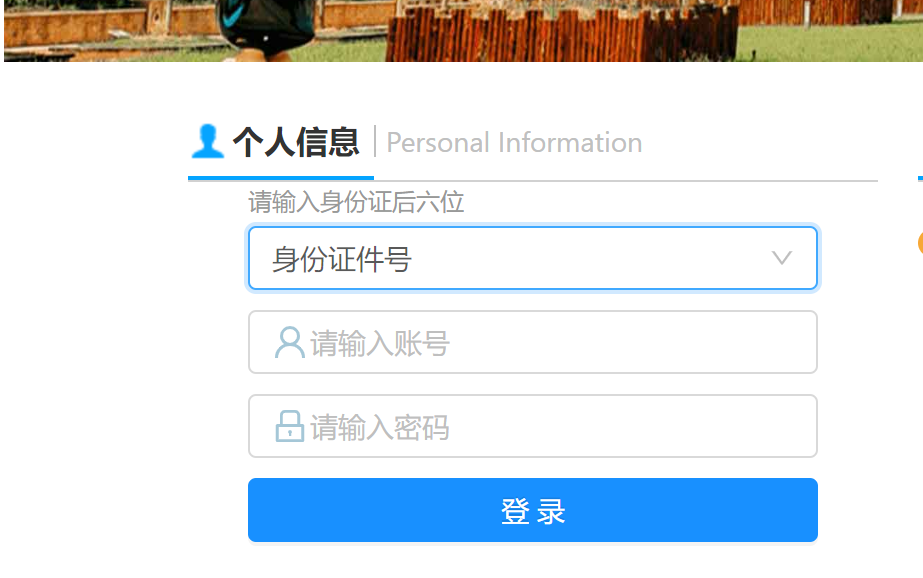 个人信息 Personal Information
请输入身份证后六位
身份证件号
请输入账号
请输入密码
登 录